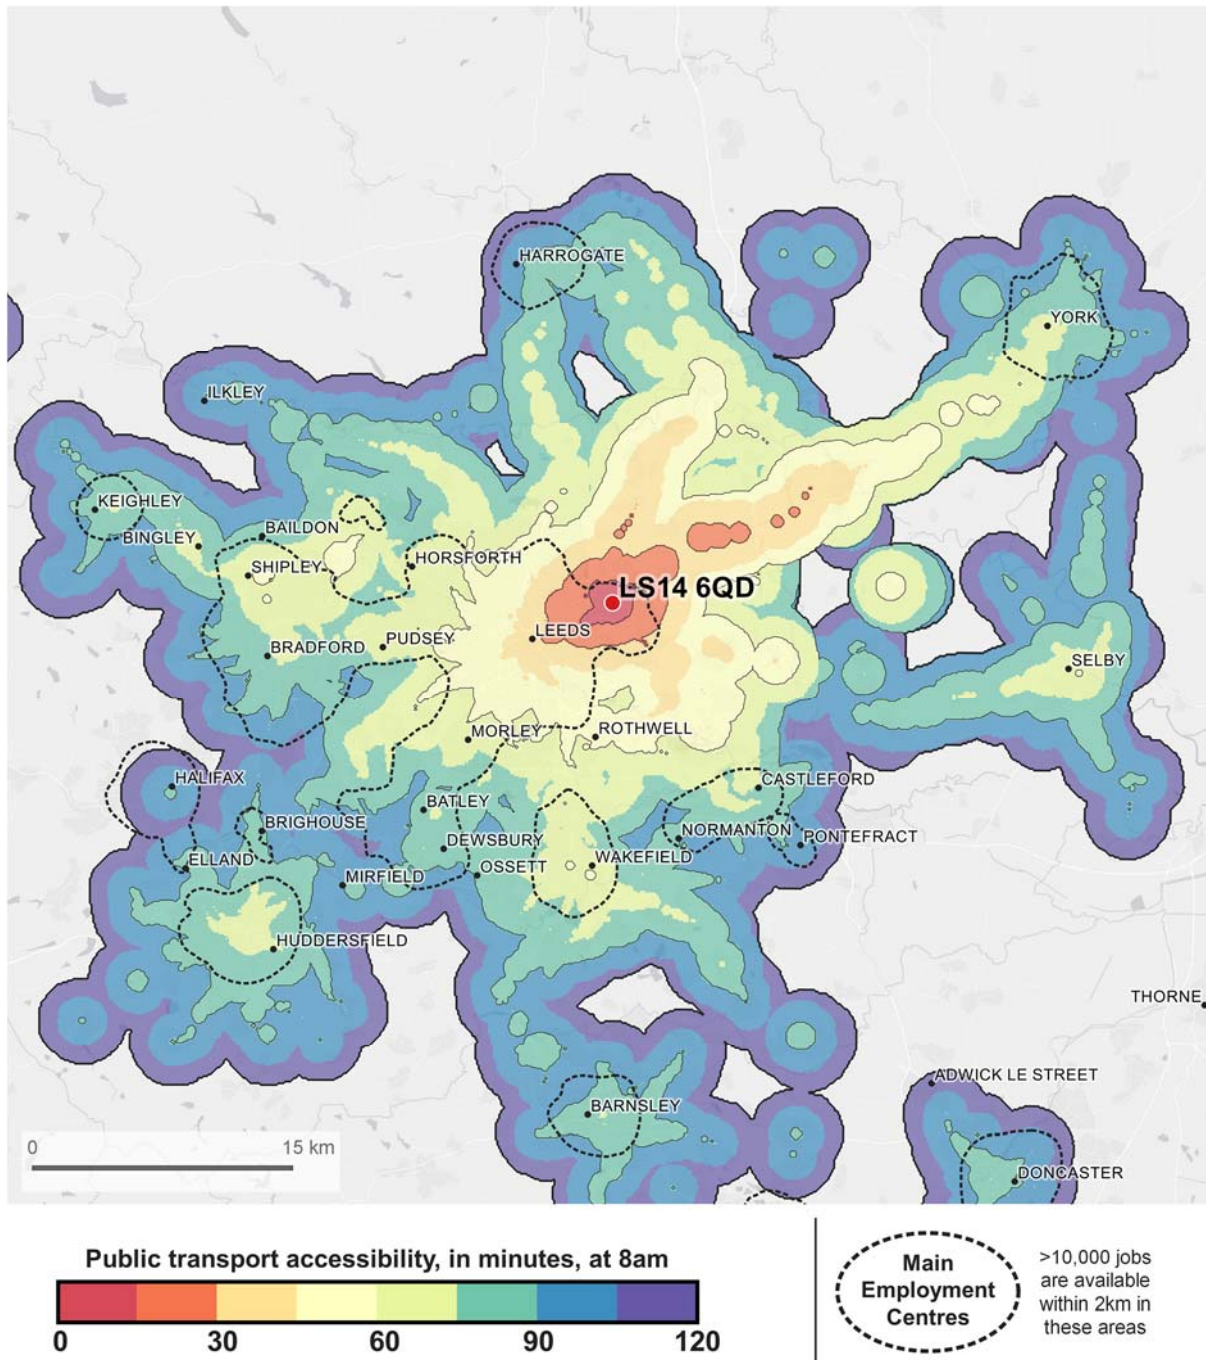 HARROGATE
YORK
ILKLEY
KEIGHLEY
BAILDON
BINGLEY
HORSFORTH
SHIPLEY
LS14 6QD
LEEDS
PUDSEY
BRADFORD
SELBY
MORLEY
ROTHWELL
HALIFAX
CASTLEFORD
BATLEY
BRIGHOUSE
NORMANTON
PONTEFRACT
DEWSBURY
ELLAND
OSSETT
WAKEFIELD
MIRFIELD
HUDDERSFIELD
THORNE
ADWICK LE STREET
BARNSLEY
0 15 km
DONCASTER
Public transport accessibility, in minutes, at 8am
0 30 60 90 120
Main
Employment
Centres
>10,000 jobs
are available
within 2km in
these areas